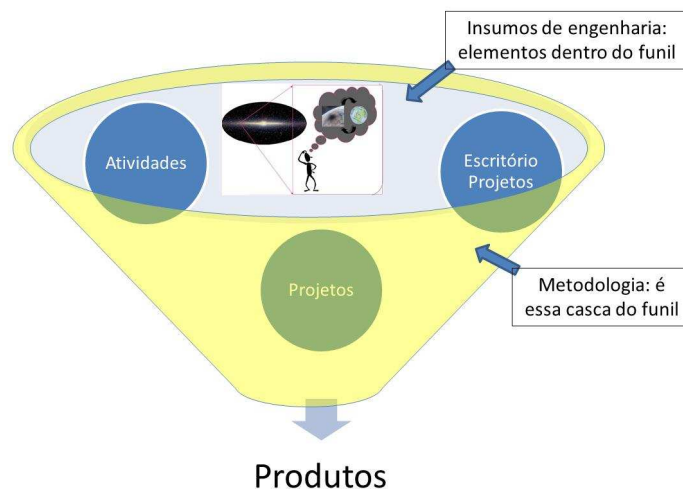 Insumos de engenharia:
elementos dentro do funil
Atividades
Escritório
Projetos
Projetos
Metodologia: é
essa casca do funil
Produtos